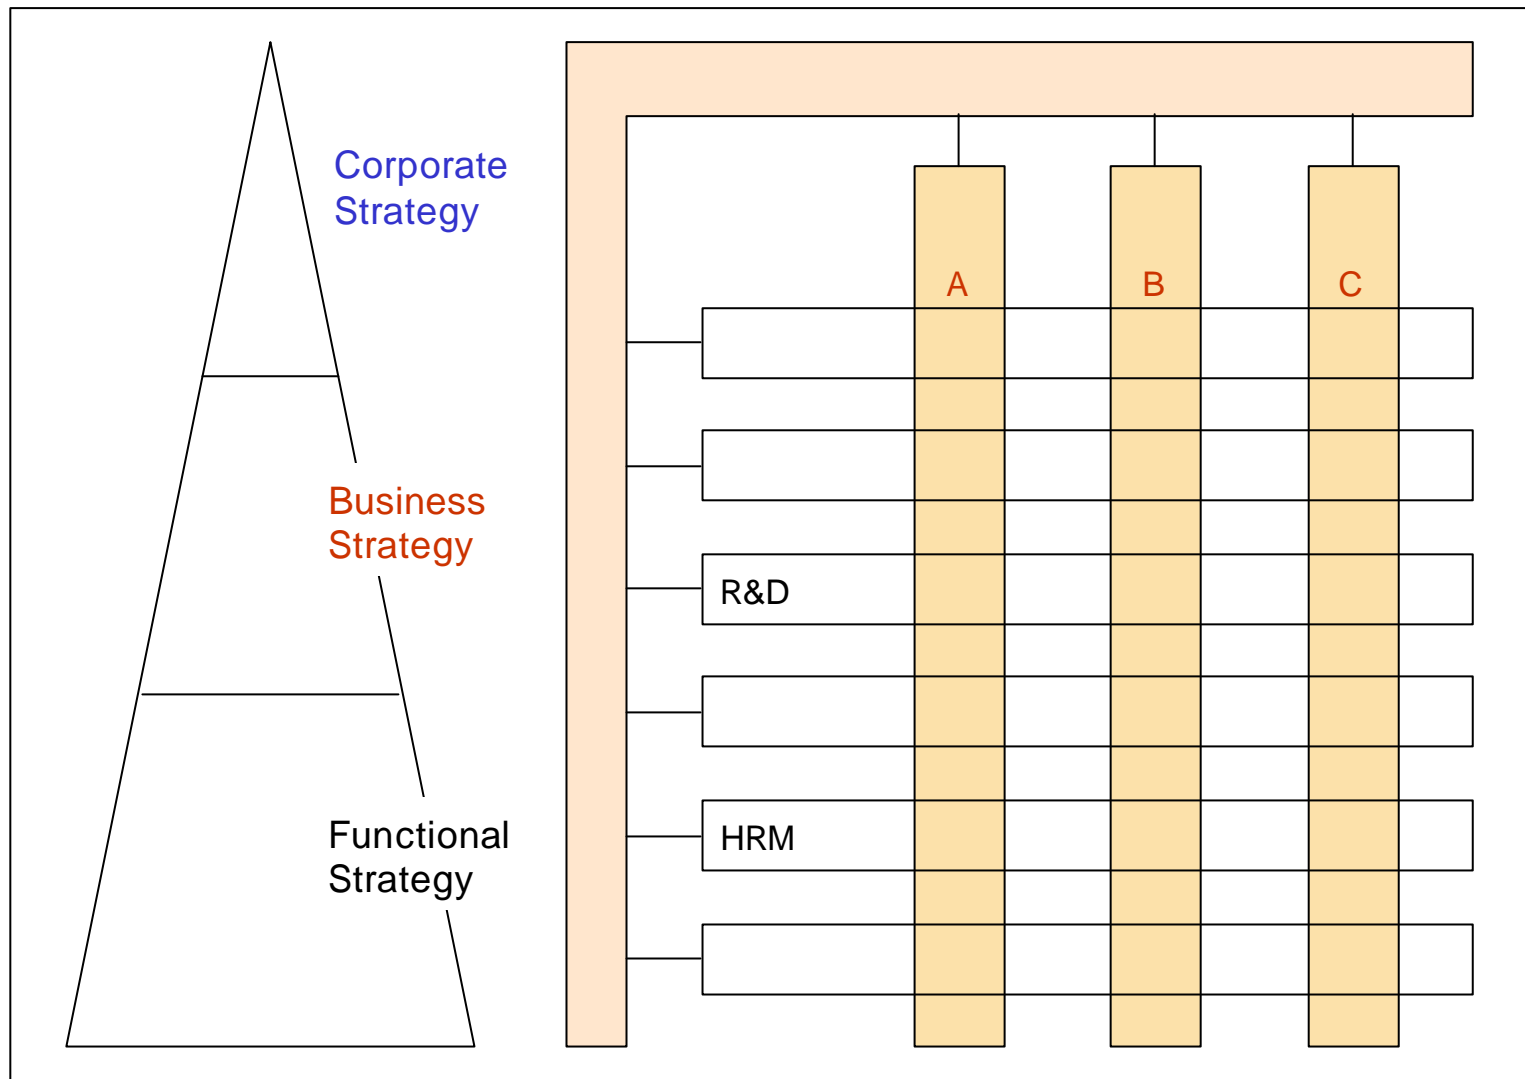 Corporate
Strategy
Business
Strategy
Functional
Strategy
A
B
C
R&D
HRM